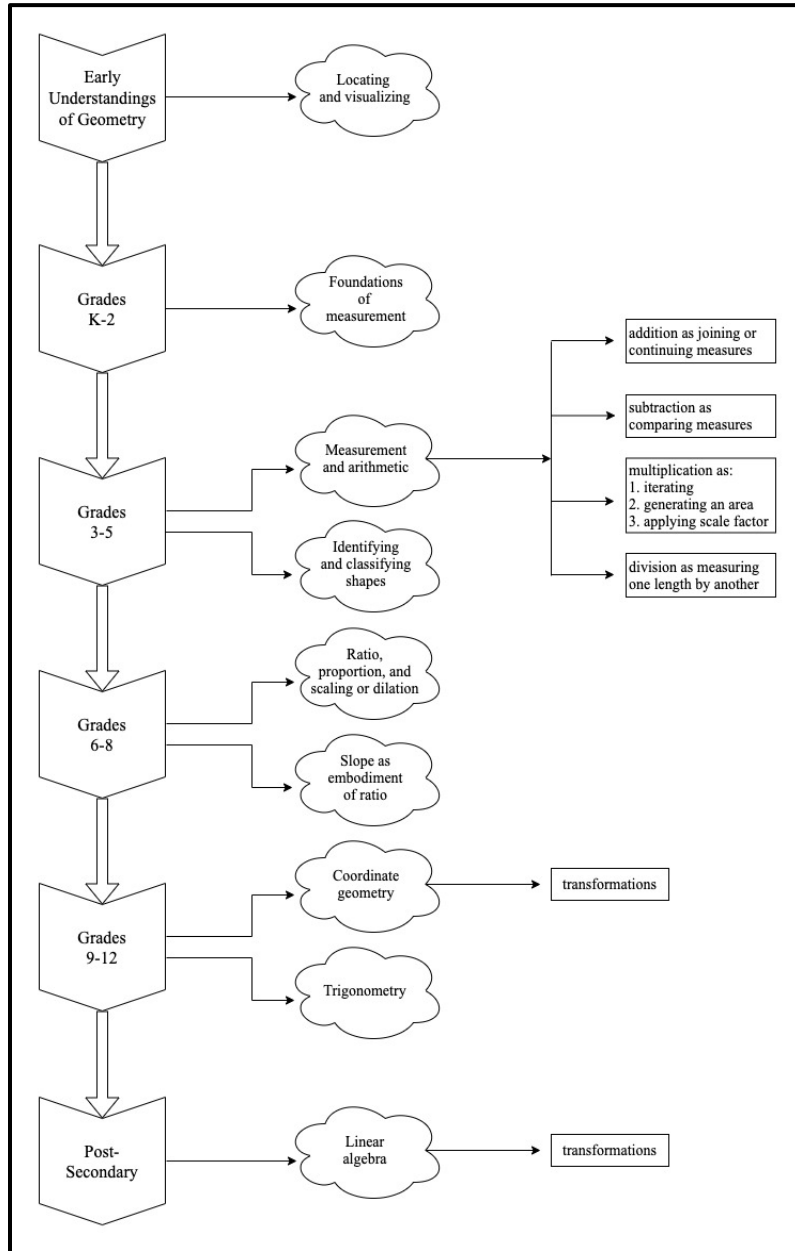 Early
Understandings
of Geometry
Locating
and visualizing
Grades
K-2
Foundations
of
measurement
Grades
3-5
Measurement
and arithmetic
addition as joining or
continuing measures
subtraction as
comparing measures
multiplication as:
1. iterating
2. generating an area
3. applying scale factor
division as measuring
one length by another
Identifying
and classifying
shapes
Grades
6-8
Ratio,
proportion, and
scaling or dilation
Slope as
embodiment
of ratio
Grades
9-12
Coordinate
geometry
transformations
Trigonometry
Post-
Secondary
Linear
algebra
transformations